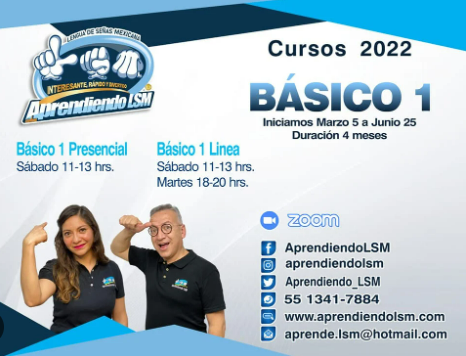 LENGUA DE SEÑAS MEXICANA
INTERESANTE, RÁPIDO Y DIVERTIDO
Aprendiendo LSM
Cursos 2022
BÁSICO 1
Iniciamos Marzo 5 a Junio 25
Duración 4 meses
Básico 1 Presencial
Sábado 11-13 hrs.
Básico 1 Linea
Sábado 11-13 hrs.
Martes 18-20 hrs.
zoom
AprendiendoLSM
aprendiendolsm
Aprendiendo_LSM
55 1341-7884
www.aprendiendolsm.com
aprende.lsm@hotmail.com